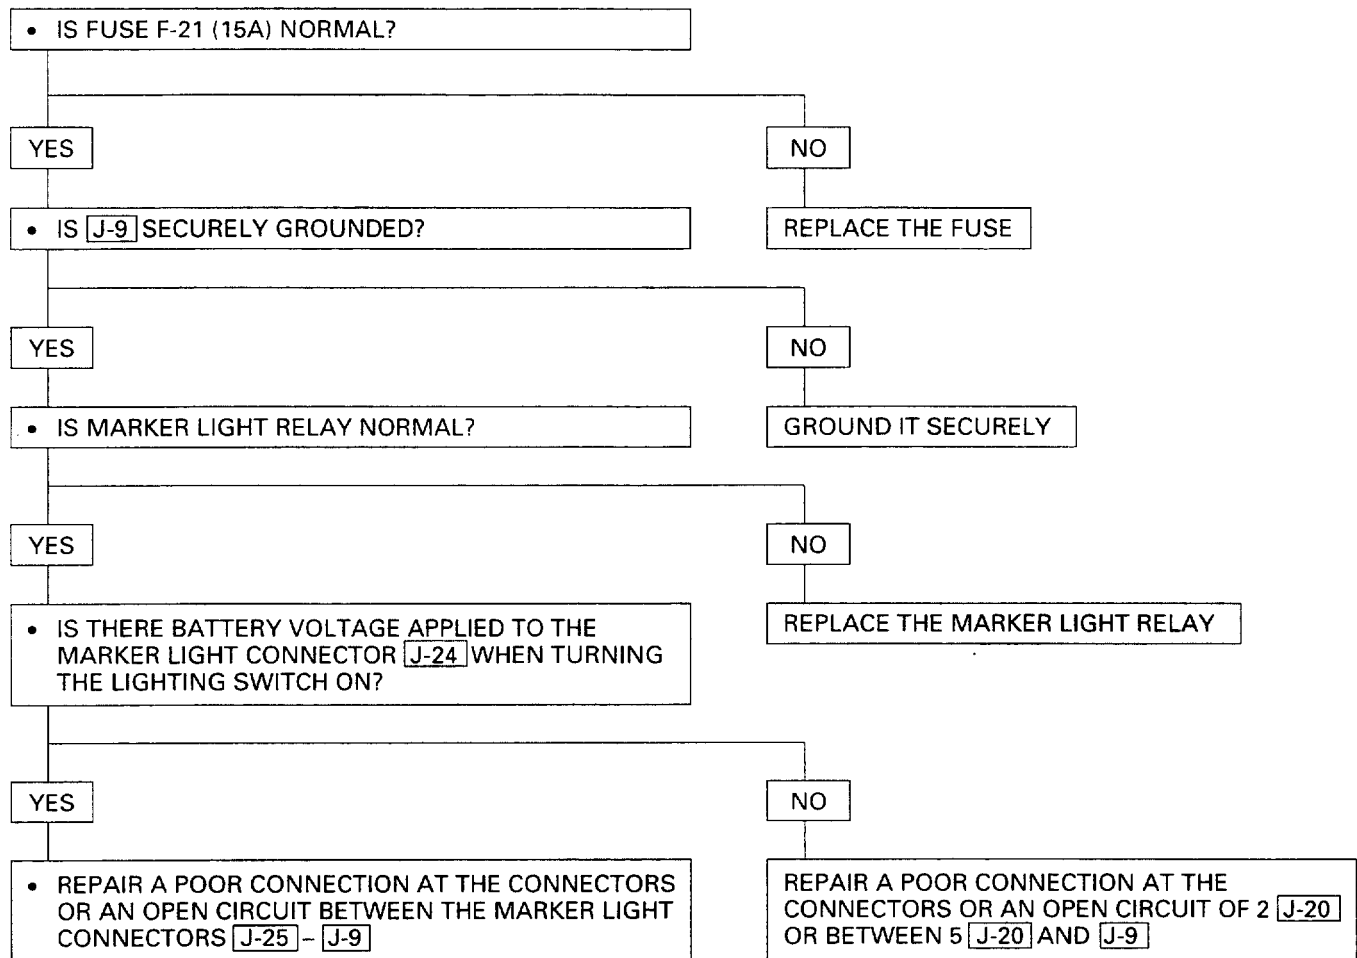 • IS FUSE F-21 (15A) NORMAL?
YES
NO
• IS J-9 SECURELY GROUNDED?
REPLACE THE FUSE
YES
NO
• IS MARKER LIGHT RELAY NORMAL?
GROUND IT SECURELY
YES
NO
• IS THERE BATTERY VOLTAGE APPLIED TO THE
MARKER LIGHT CONNECTOR J-24 WHEN TURNING
THE LIGHTING SWITCH ON?
REPLACE THE MARKER LIGHT RELAY
YES
NO
• REPAIR A POOR CONNECTION AT THE CONNECTORS
OR AN OPEN CIRCUIT BETWEEN THE MARKER LIGHT
CONNECTORS J-25 – J-9
REPAIR A POOR CONNECTION AT THE
CONNECTORS OR AN OPEN CIRCUIT OF 2 J-20
OR BETWEEN 5 J-20 AND J-9